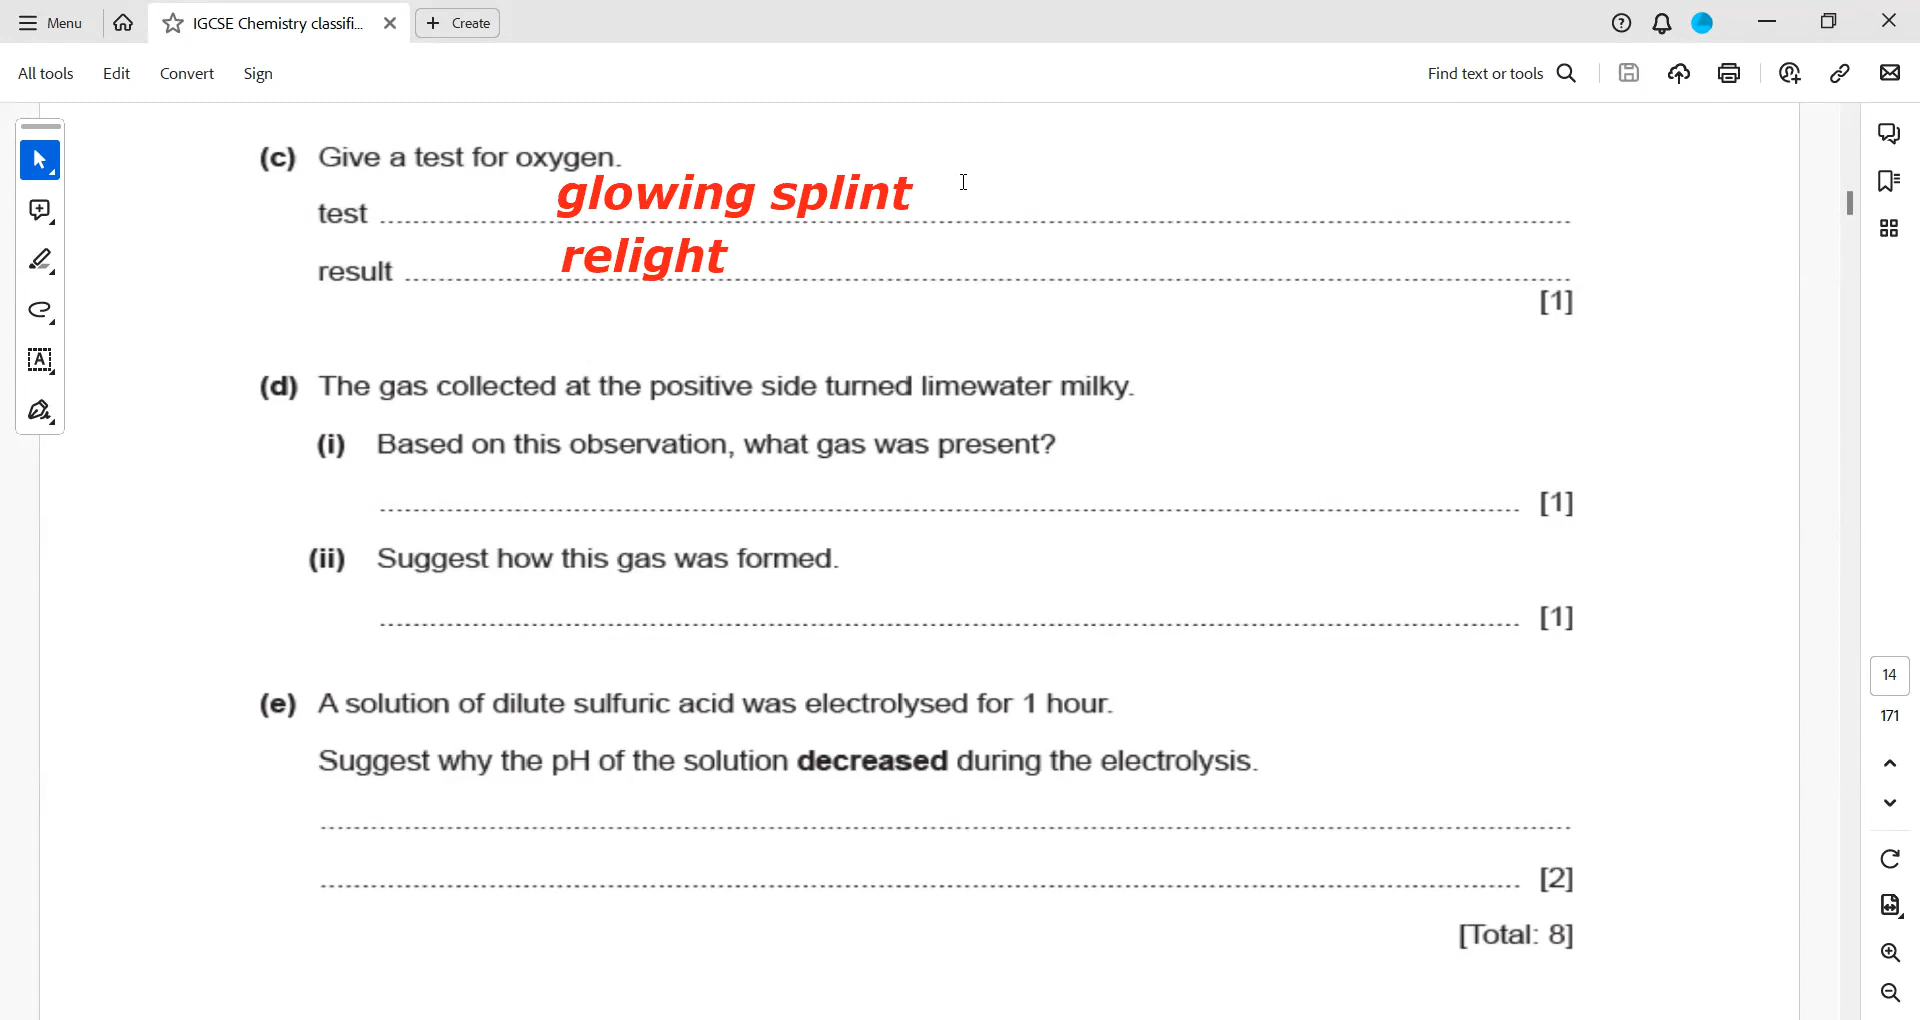 Menu
IGCSE Chemistry classifi...
+ Create
All tools
Edit
Convert
Sign
Find text or tools
(c) Give a test for oxygen.
test ........ glowing splint
result ........ relight
[1]
(d) The gas collected at the positive side turned limewater milky.
(i) Based on this observation, what gas was present?
........ [1]
(ii) Suggest how this gas was formed.
........ [1]
(e) A solution of dilute sulfuric acid was electrolysed for 1 hour.
Suggest why the pH of the solution decreased during the electrolysis.
........
........ [2]
[Total: 8]
14
171